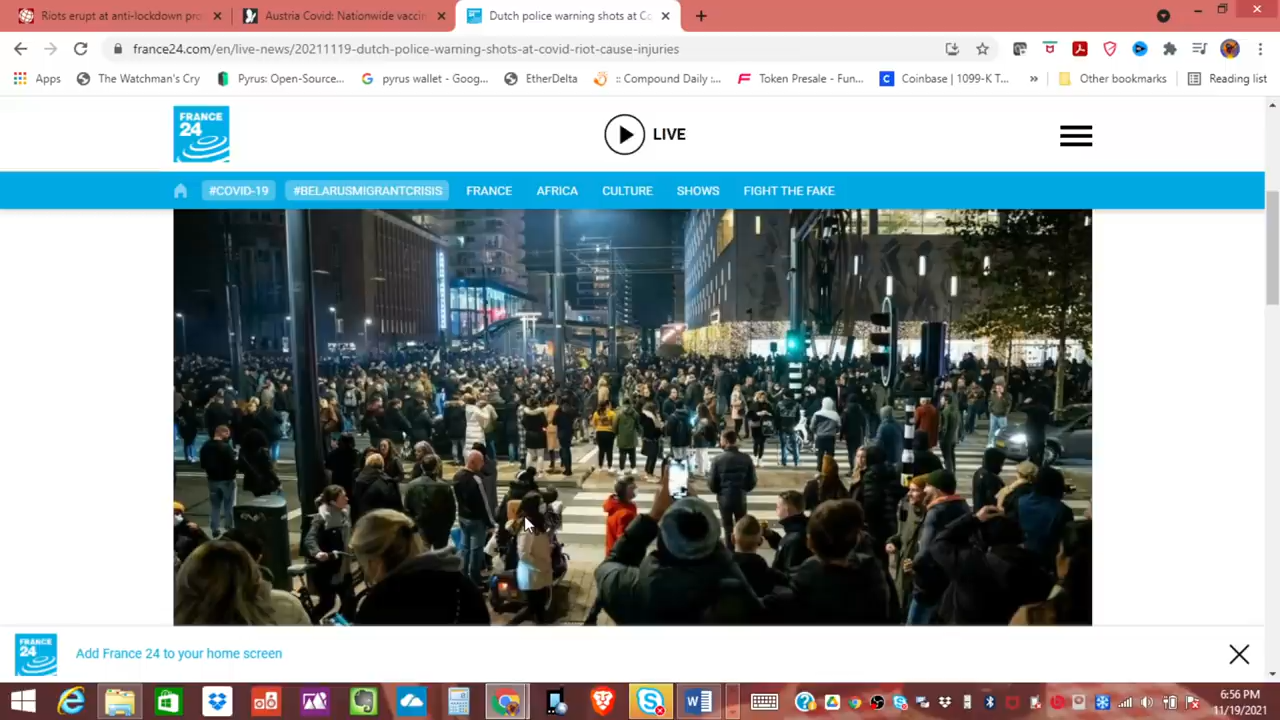 Riots erupt at anti-lockdown pro
Austria Covid: Nationwide vaccin
Dutch police warning shots at Co
france24.com/en/live-news/20211119-dutch-police-warning-shots-at-covid-riot-cause-injuries
Apps
The Watchman's Cry
Pyrus: Open-Source...
pyrus wallet - Goog...
EtherDelta
:: Compound Daily :...
Token Presale - Fun...
Coinbase | 1099-K T...
»
Other bookmarks
Reading list
FRANCE
24
LIVE
#COVID-19
#BELARUSMIGRANTCRISIS
FRANCE
AFRICA
CULTURE
SHOWS
FIGHT THE FAKE
FRANCE
24
Add France 24 to your home screen
6:56 PM
11/19/2021